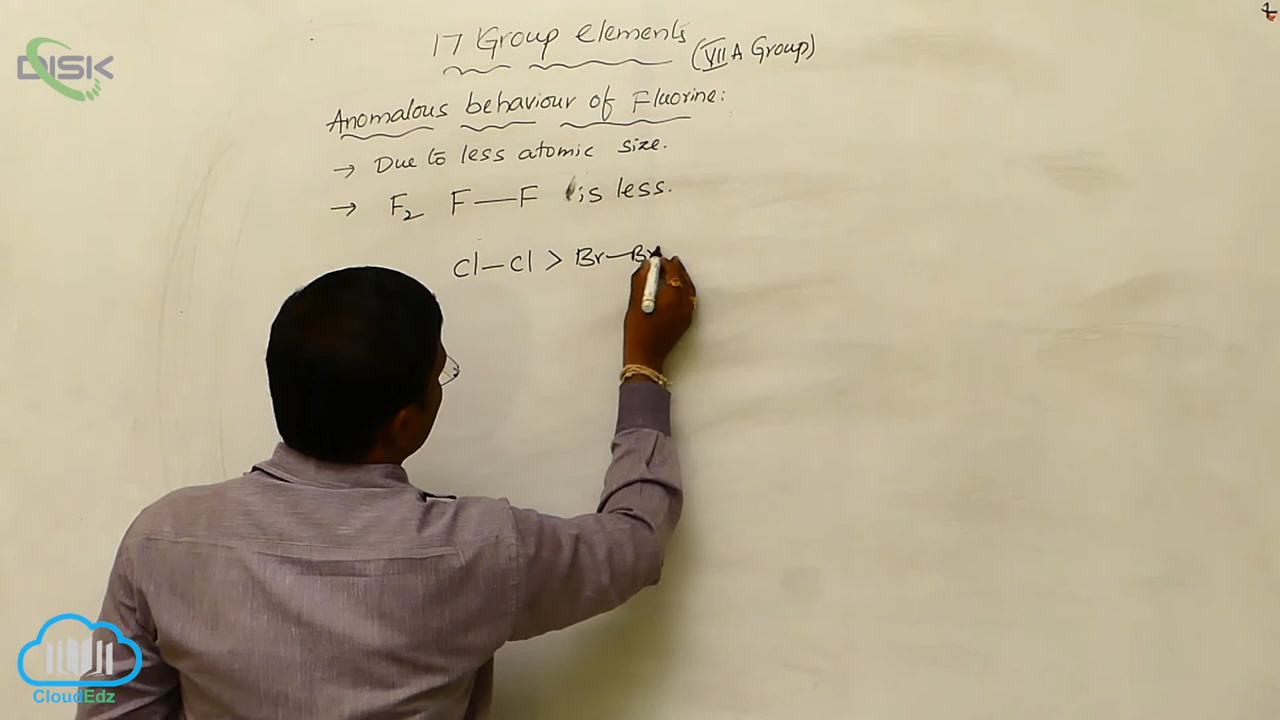 DISK
17 Group elements
(VII A Group)
Anomalous behaviour of Fluorine:
→ Due to less atomic size.
→ F₂ F—F is less.
Cl—Cl > Br—Br
CloudEdz